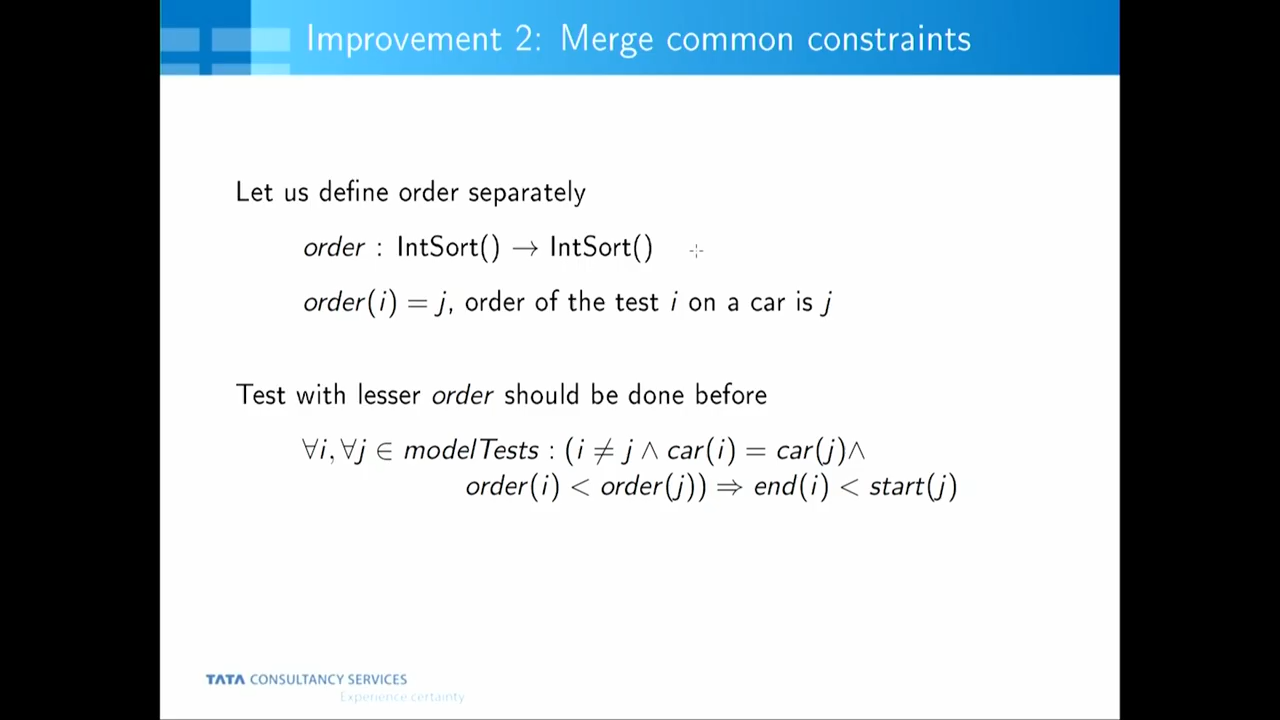 Improvement 2: Merge common constraints
Let us define order separately
order : IntSort() → IntSort()
order(i) = j, order of the test i on a car is j
Test with lesser order should be done before
∀i, ∀j ∈ modelTests : (i ≠ j ∧ car(i) = car(j)∧
order(i) < order(j)) ⇒ end(i) < start(j)
TATA CONSULTANCY SERVICES
Experience certainty